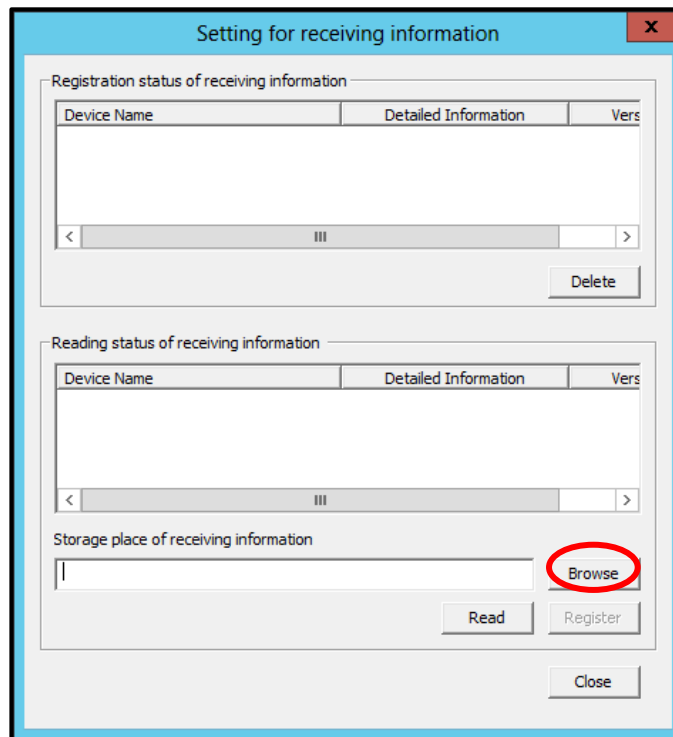 Setting for receiving information
x
Registration status of receiving information
Device Name Detailed Information Vers
Delete
Reading status of receiving information
Device Name Detailed Information Vers
Storage place of receiving information
Browse
Read Register
Close